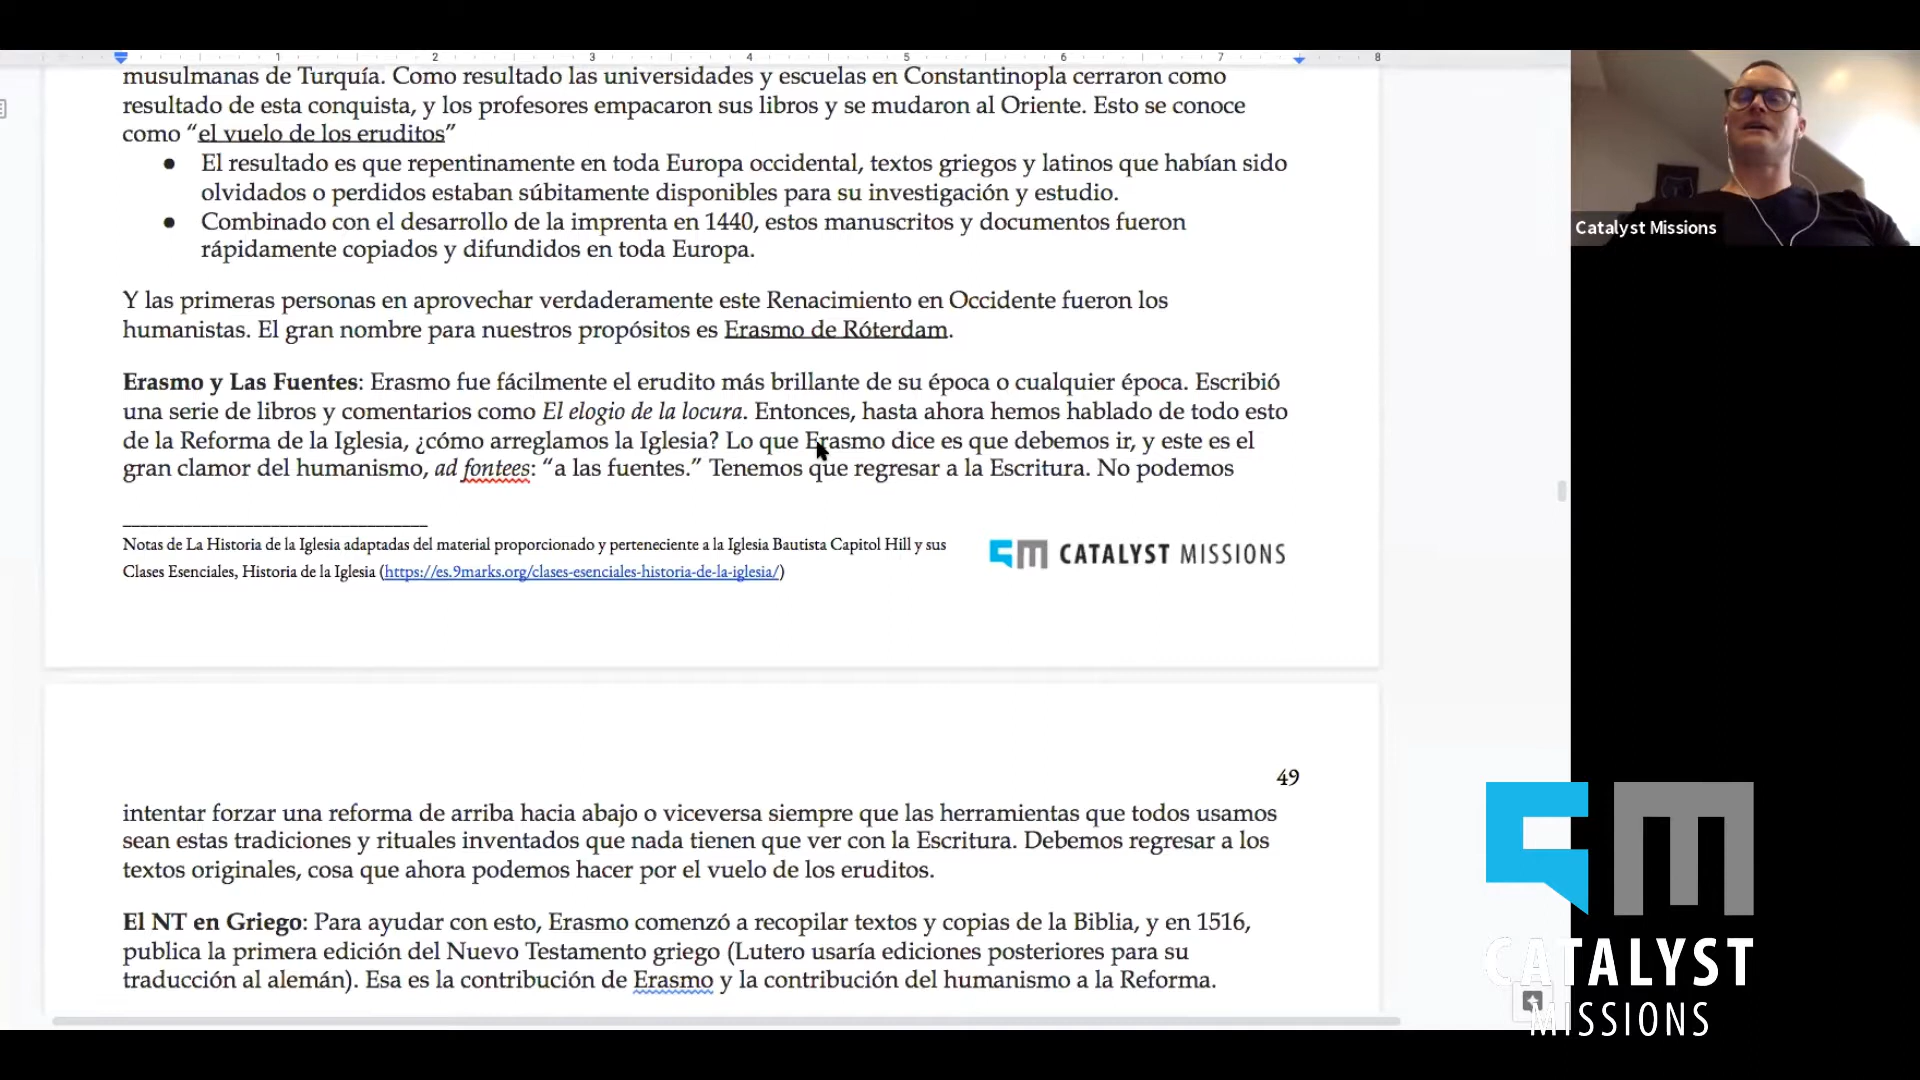 1 2 3 4 5 6 7 8
musulmanas de Turquía. Como resultado las universidades y escuelas en Constantinopla cerraron como
resultado de esta conquista, y los profesores empacaron sus libros y se mudaron al Oriente. Esto se conoce
como “el vuelo de los eruditos”
● El resultado es que repentinamente en toda Europa occidental, textos griegos y latinos que habían sido
olvidados o perdidos estaban súbitamente disponibles para su investigación y estudio.
● Combinado con el desarrollo de la imprenta en 1440, estos manuscritos y documentos fueron
rápidamente copiados y difundidos en toda Europa.
Y las primeras personas en aprovechar verdaderamente este Renacimiento en Occidente fueron los
humanistas. El gran nombre para nuestros propósitos es Erasmo de Róterdam.
Erasmo y Las Fuentes: Erasmo fue fácilmente el erudito más brillante de su época o cualquier época. Escribió
una serie de libros y comentarios como El elogio de la locura. Entonces, hasta ahora hemos hablado de todo esto
de la Reforma de la Iglesia, ¿cómo arreglamos la Iglesia? Lo que Erasmo dice es que debemos ir, y este es el
gran clamor del humanismo, ad fontees: “a las fuentes.” Tenemos que regresar a la Escritura. No podemos
Notas de La Historia de la Iglesia adaptadas del material proporcionado y perteneciente a la Iglesia Bautista Capitol Hill y sus
Clases Esenciales, Historia de la Iglesia (https://es.9marks.org/clases-esenciales-historia-de-la-iglesia/)
CATALYST MISSIONS
49
intentar forzar una reforma de arriba hacia abajo o viceversa siempre que las herramientas que todos usamos
sean estas tradiciones y rituales inventados que nada tienen que ver con la Escritura. Debemos regresar a los
textos originales, cosa que ahora podemos hacer por el vuelo de los eruditos.
El NT en Griego: Para ayudar con esto, Erasmo comenzó a recopilar textos y copias de la Biblia, y en 1516,
publica la primera edición del Nuevo Testamento griego (Lutero usaría ediciones posteriores para su
traducción al alemán). Esa es la contribución de Erasmo y la contribución del humanismo a la Reforma.
Catalyst Missions
CATALYST
MISSIONS